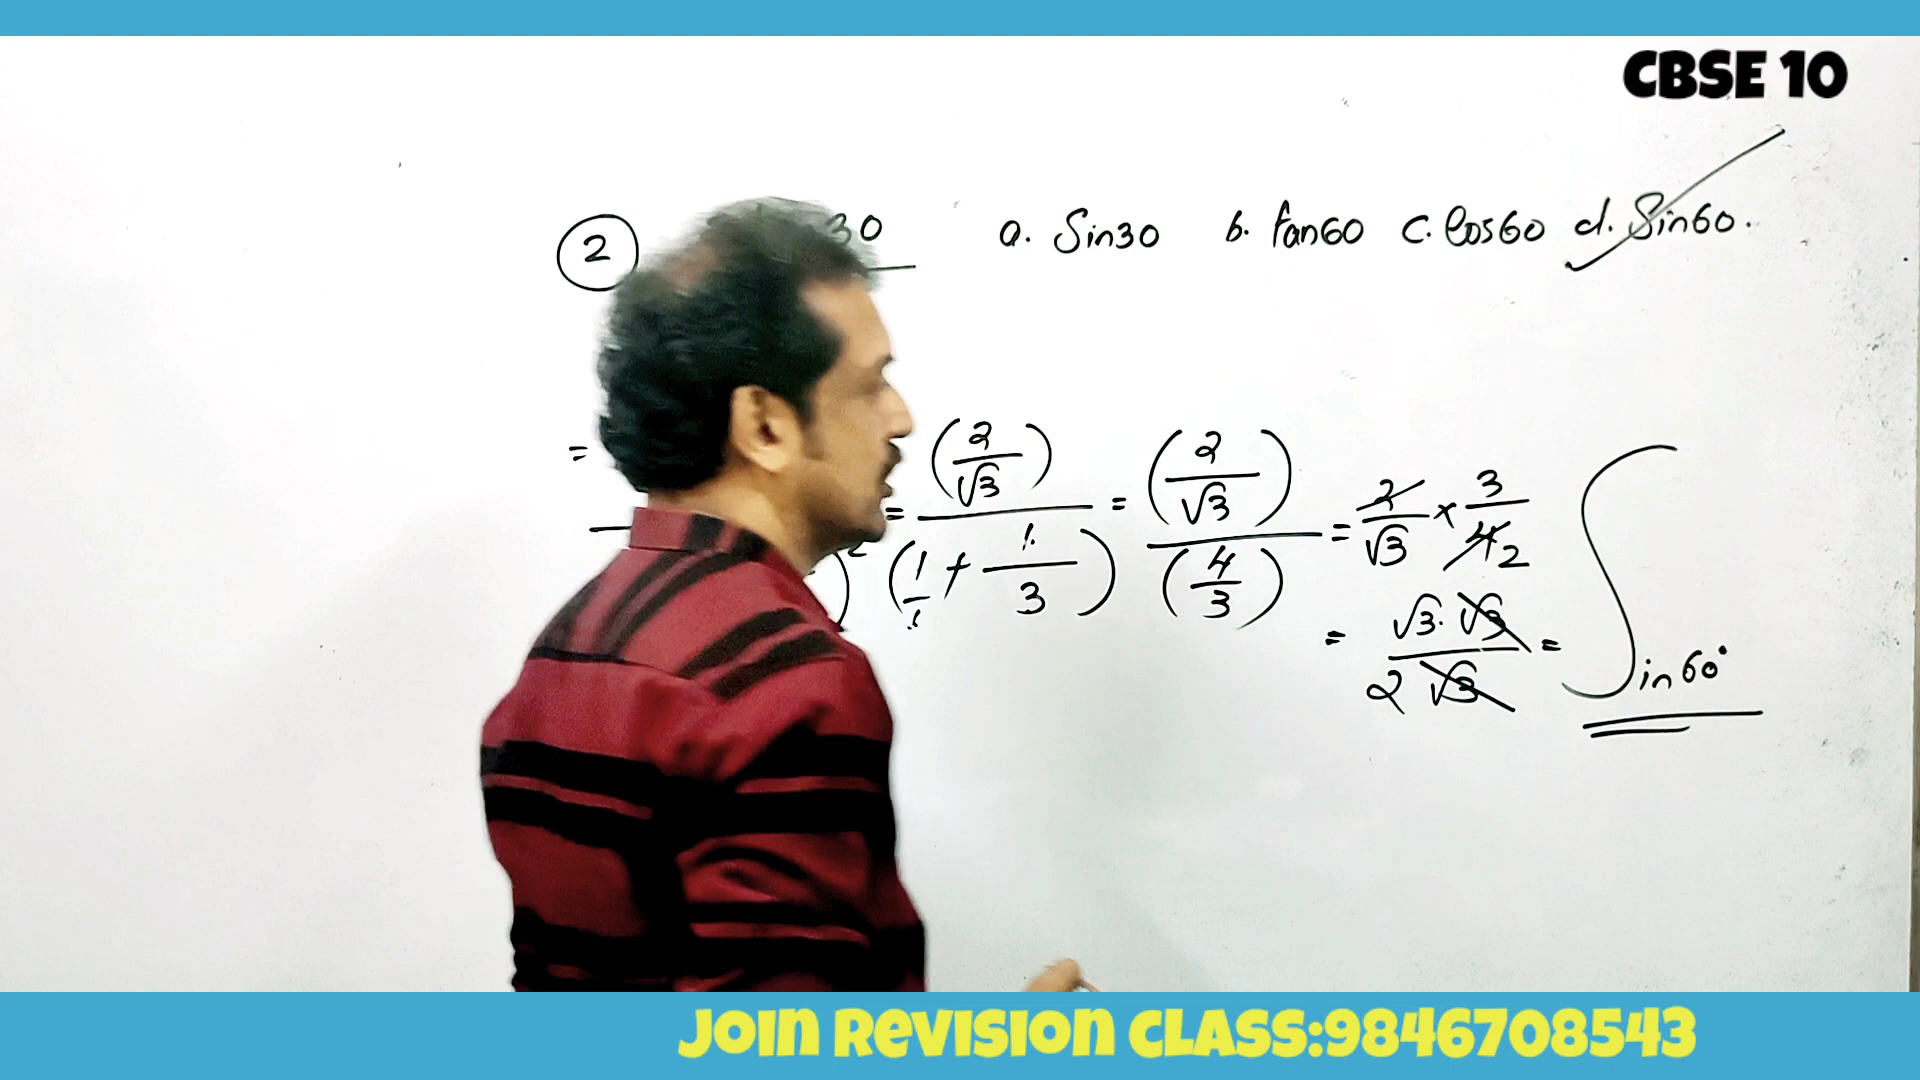 CBSE 10
2 30 a. Sin30 b. tan60 c. Cos60 d. Sin60.
= = (2/√3) / (1/1 + 1/3) = (2/√3) / (4/3) = 2/√3 × 3/4 2
= √3·√3 / 2√3 = Sin60°
JOIN REVISION CLASS:9846708543